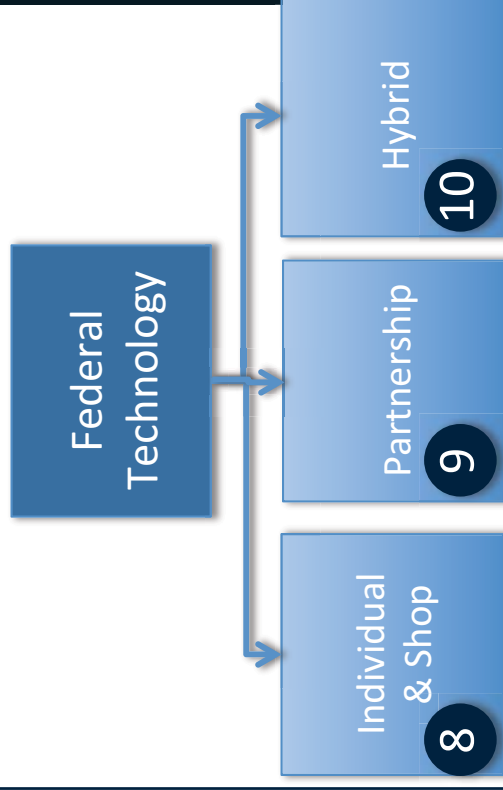 Federal
Technology
Individual
& Shop
8
Partnership
9
Hybrid
10